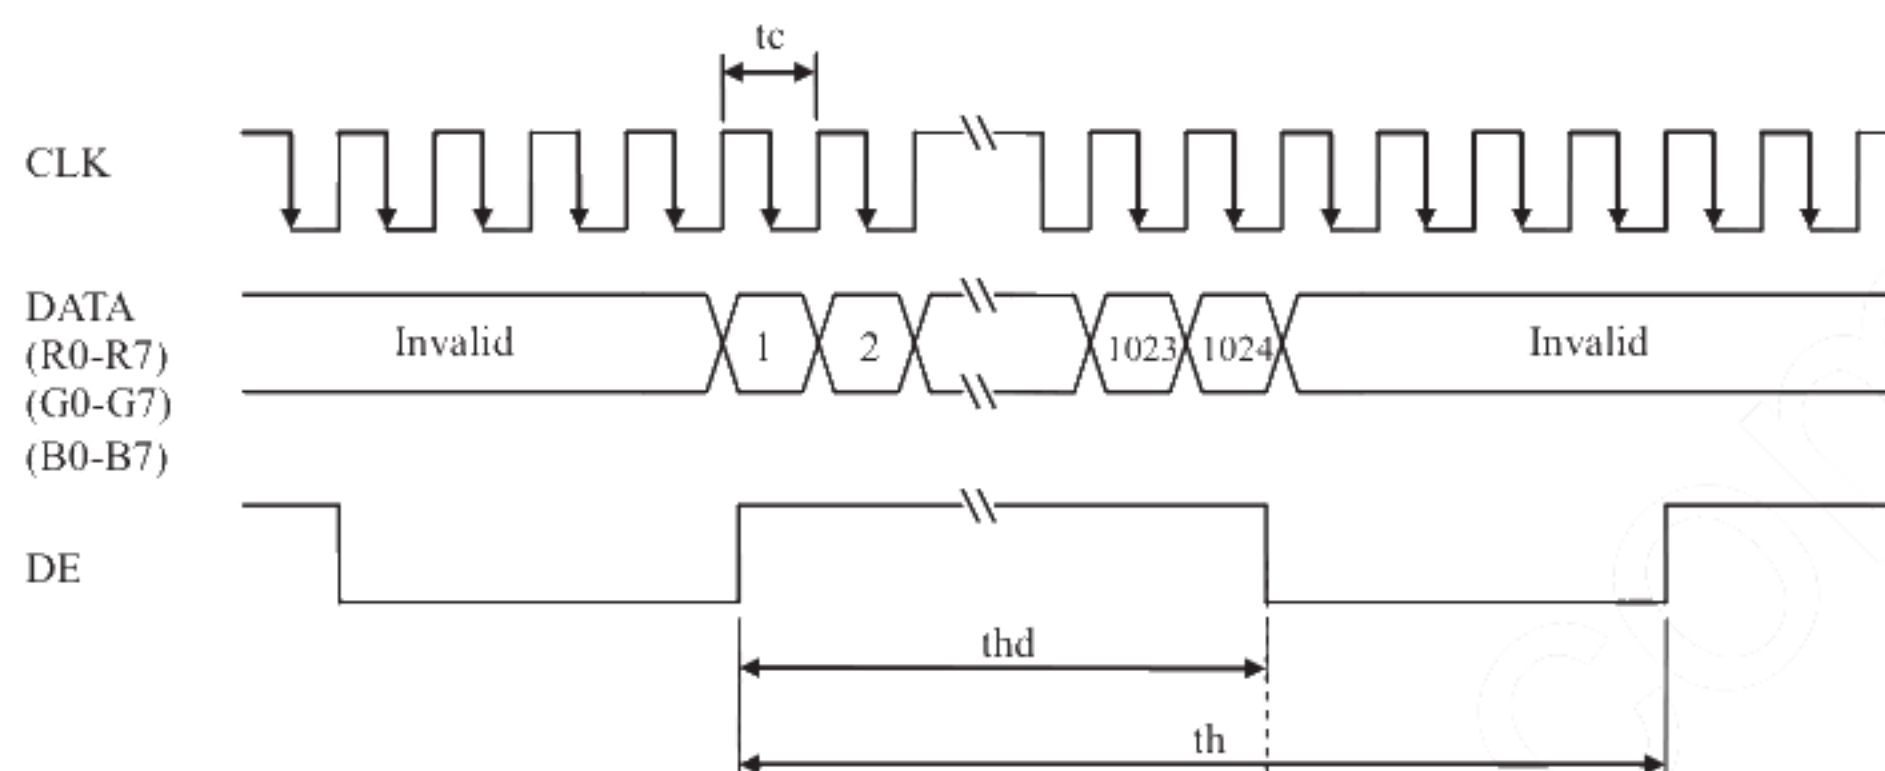 tc
CLK
DATA
(R0-R7)
(G0-G7)
(B0-B7)
Invalid 1 2 1023 1024 Invalid
DE
thd
th